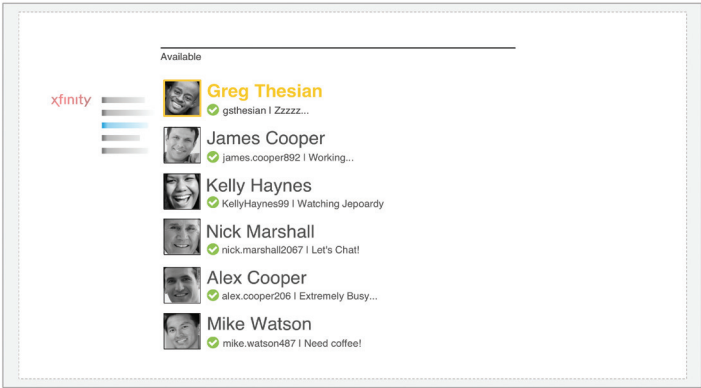 Available
xfinity
Greg Thesian
gsthesian | Zzzzz...
James Cooper
james.cooper892 | Working...
Kelly Haynes
KellyHaynes99 | Watching Jepoardy
Nick Marshall
nick.marshall2067 | Let's Chat!
Alex Cooper
alex.cooper206 | Extremely Busy...
Mike Watson
mike.watson487 | Need coffee!